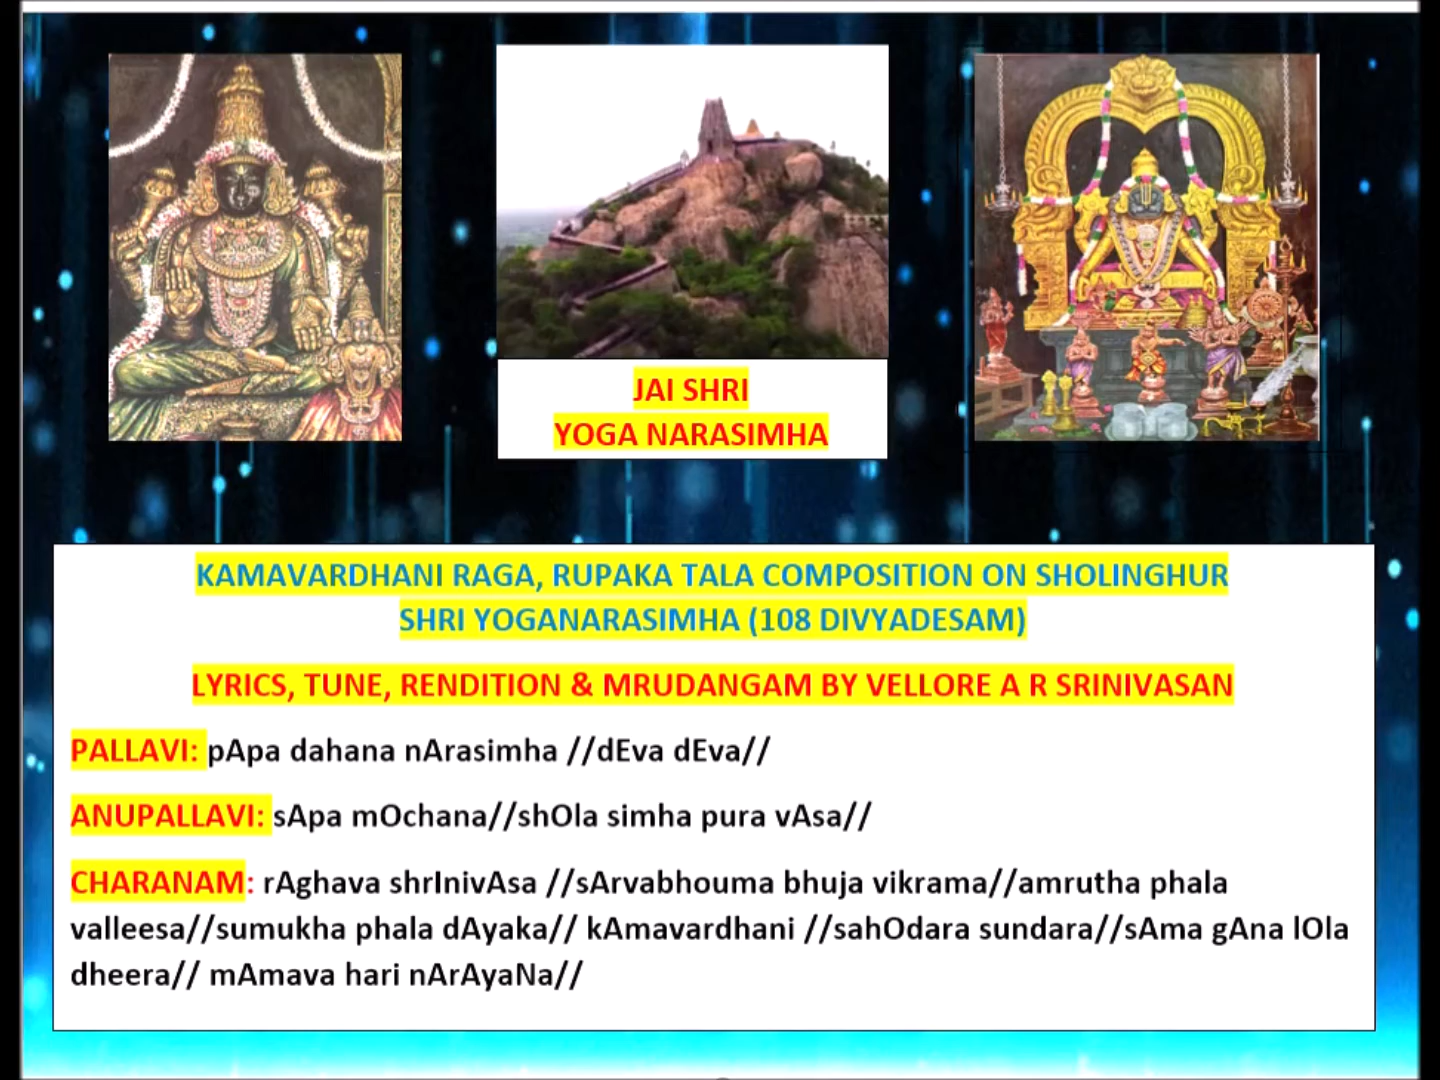 JAI SHRI
YOGA NARASIMHA
KAMAVARDHANI RAGA, RUPAKA TALA COMPOSITION ON SHOLINGHUR
SHRI YOGANARASIMHA (108 DIVYADESAM)
LYRICS, TUNE, RENDITION & MRUDANGAM BY VELLORE A R SRINIVASAN
PALLAVI: pApa dahana nArasimha //dEva dEva//
ANUPALLAVI: sApa mOchana//shOla simha pura vAsa//
CHARANAM: rAghava shrInivAsa //sArvabhouma bhuja vikrama//amrutha phala
valleesa//sumukha phala dAyaka// kAmavardhani //sahOdara sundara//sAma gAna lOla
dheera// mAmava hari nArAyaNa//